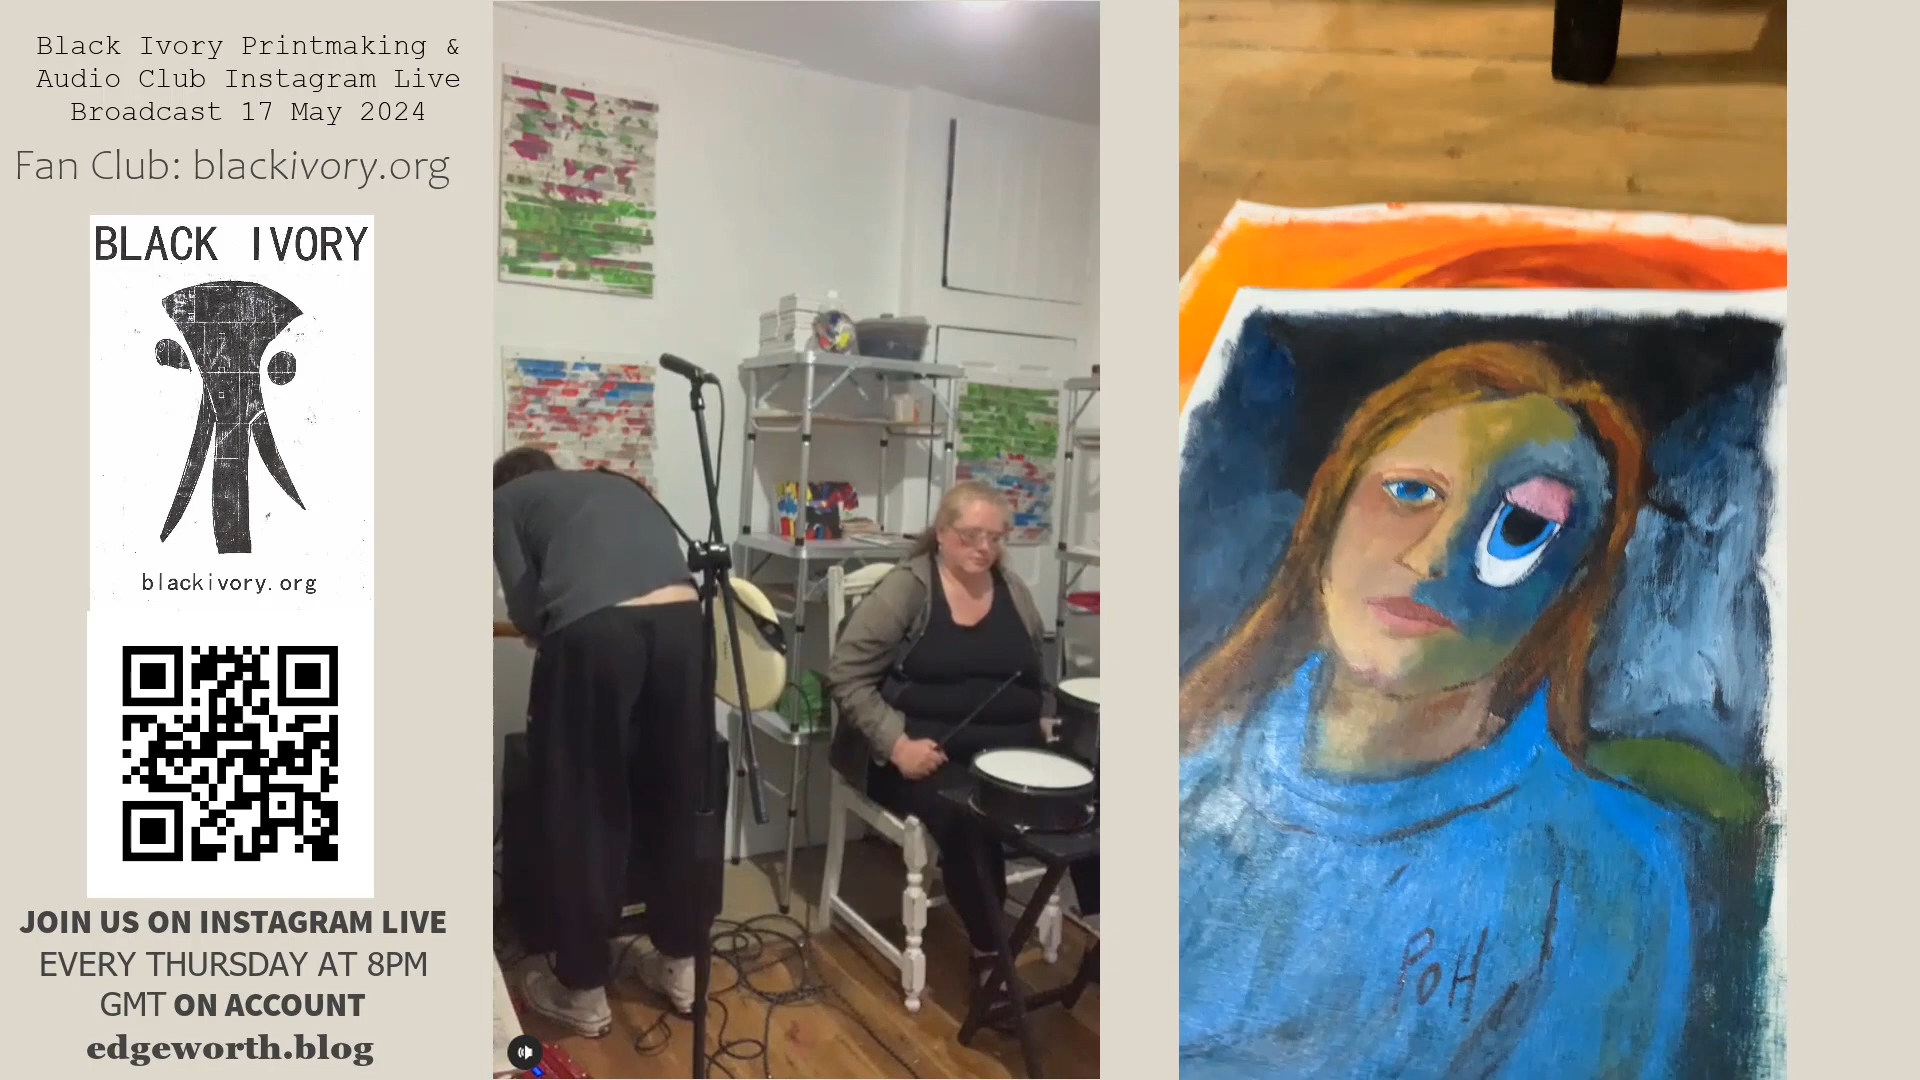 Black Ivory Printmaking &
Audio Club Instagram Live
Broadcast 17 May 2024
Fan Club: blackivory.org
BLACK IVORY
blackivory.org
JOIN US ON INSTAGRAM LIVE
EVERY THURSDAY AT 8PM
GMT ON ACCOUNT
edgeworth.blog
POH